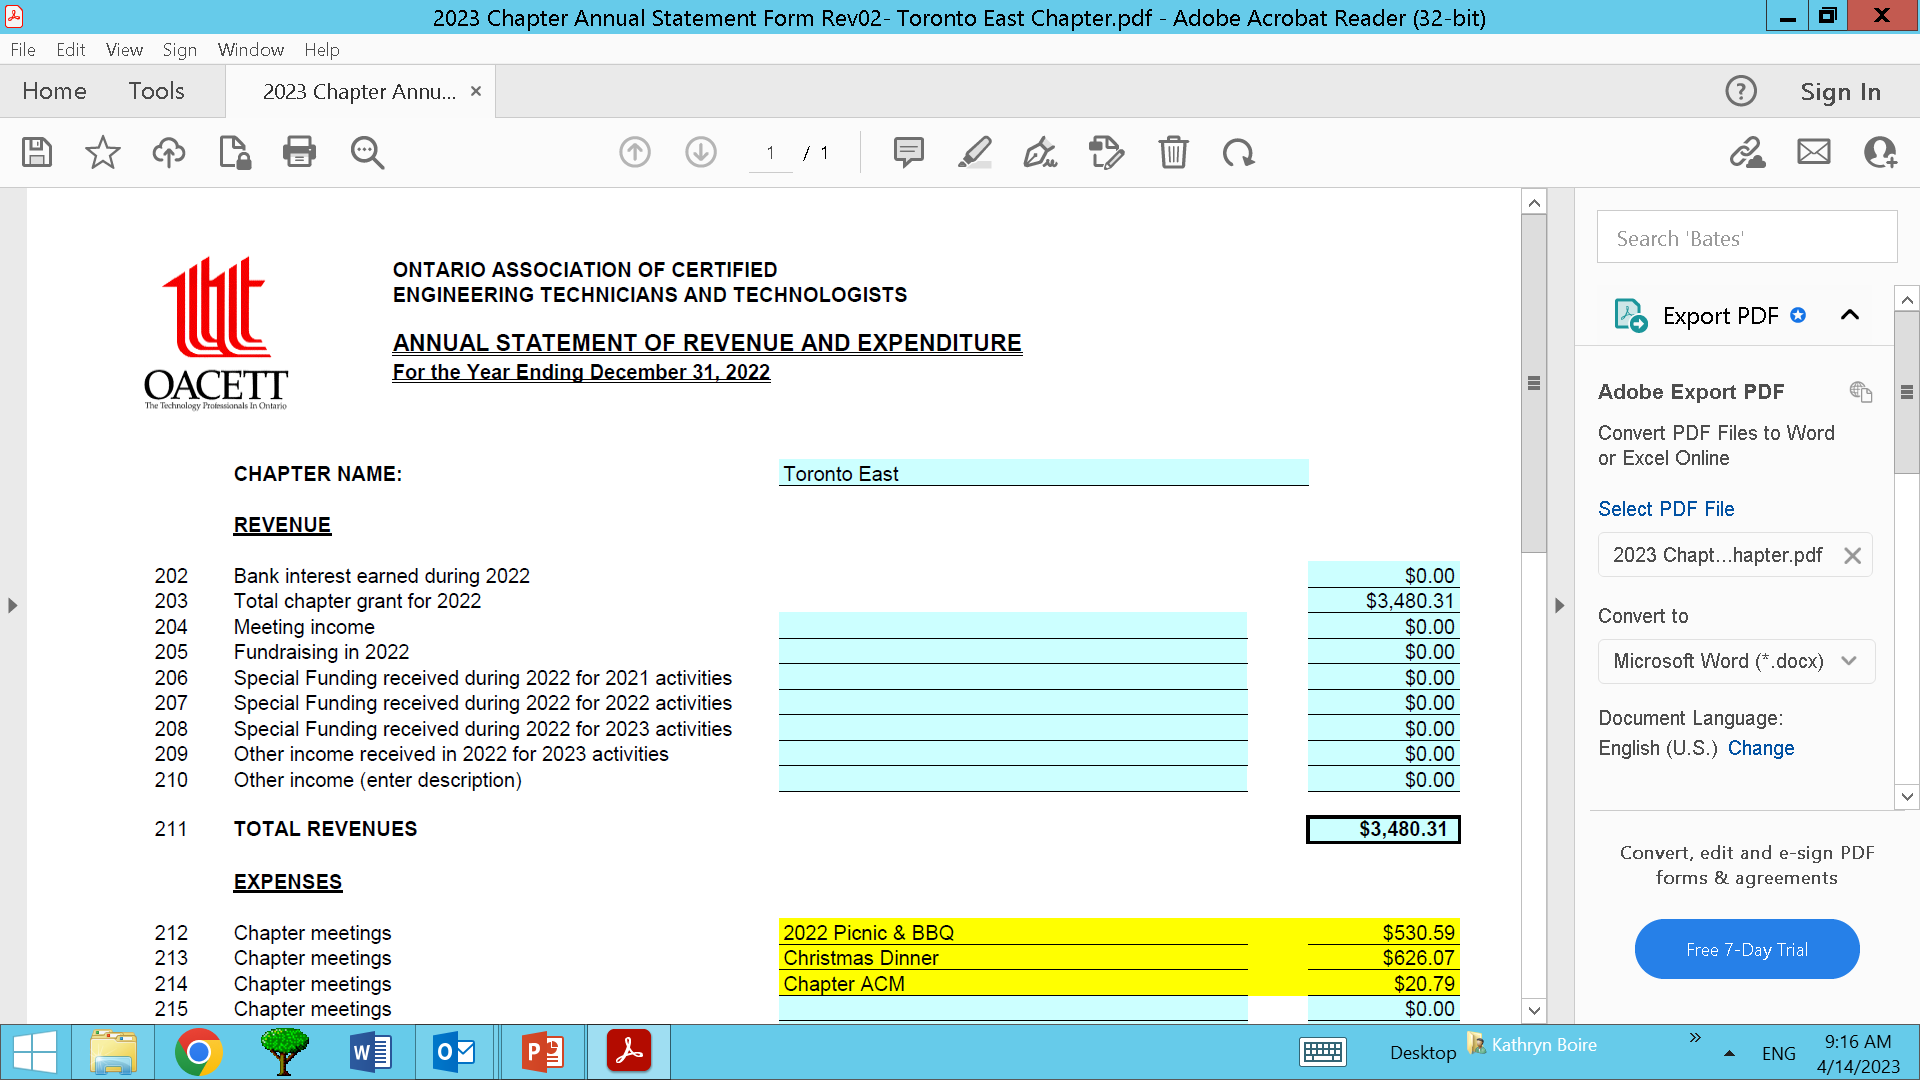 2023 Chapter Annual Statement Form Rev02- Toronto East Chapter.pdf - Adobe Acrobat Reader (32-bit)
File Edit View Sign Window Help
Home Tools 2023 Chapter Annu... × Sign In
1 / 1
OACETT
The Technology Professionals In Ontario
ONTARIO ASSOCIATION OF CERTIFIED
ENGINEERING TECHNICIANS AND TECHNOLOGISTS
ANNUAL STATEMENT OF REVENUE AND EXPENDITURE
For the Year Ending December 31, 2022
CHAPTER NAME: Toronto East
REVENUE
202 Bank interest earned during 2022 $0.00
203 Total chapter grant for 2022 $3,480.31
204 Meeting income $0.00
205 Fundraising in 2022 $0.00
206 Special Funding received during 2022 for 2021 activities $0.00
207 Special Funding received during 2022 for 2022 activities $0.00
208 Special Funding received during 2022 for 2023 activities $0.00
209 Other income received in 2022 for 2023 activities $0.00
210 Other income (enter description) $0.00
211 TOTAL REVENUES $3,480.31
EXPENSES
212 Chapter meetings 2022 Picnic & BBQ $530.59
213 Chapter meetings Christmas Dinner $626.07
214 Chapter meetings Chapter ACM $20.79
215 Chapter meetings $0.00
Search 'Bates'
Export PDF
Adobe Export PDF
Convert PDF Files to Word
or Excel Online
Select PDF File
2023 Chapt...hapter.pdf
Convert to
Microsoft Word (*.docx)
Document Language:
English (U.S.) Change
Convert, edit and e-sign PDF
forms & agreements
Free 7-Day Trial
Desktop Kathryn Boire » ENG 9:16 AM
4/14/2023